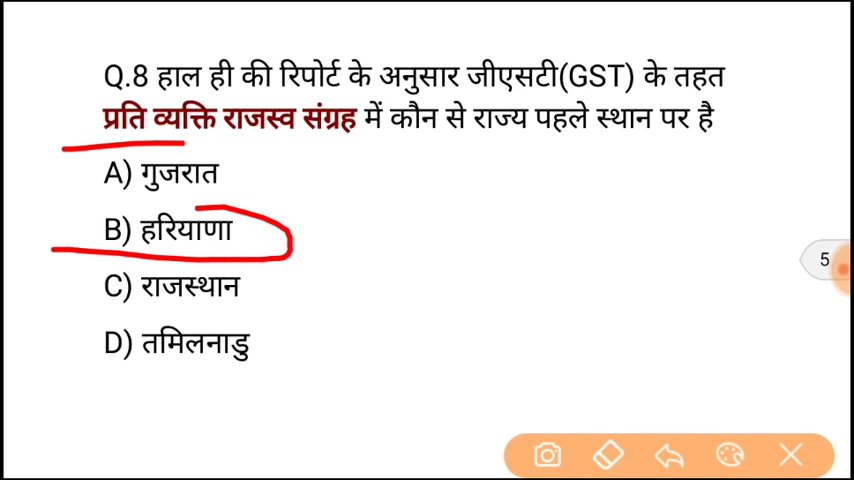 Q.8 हाल ही की रिपोर्ट के अनुसार जीएसटी(GST) के तहत
प्रति व्यक्ति राजस्व संग्रह में कौन से राज्य पहले स्थान पर है
A) गुजरात
B) हरियाणा
C) राजस्थान
D) तमिलनाडु
5